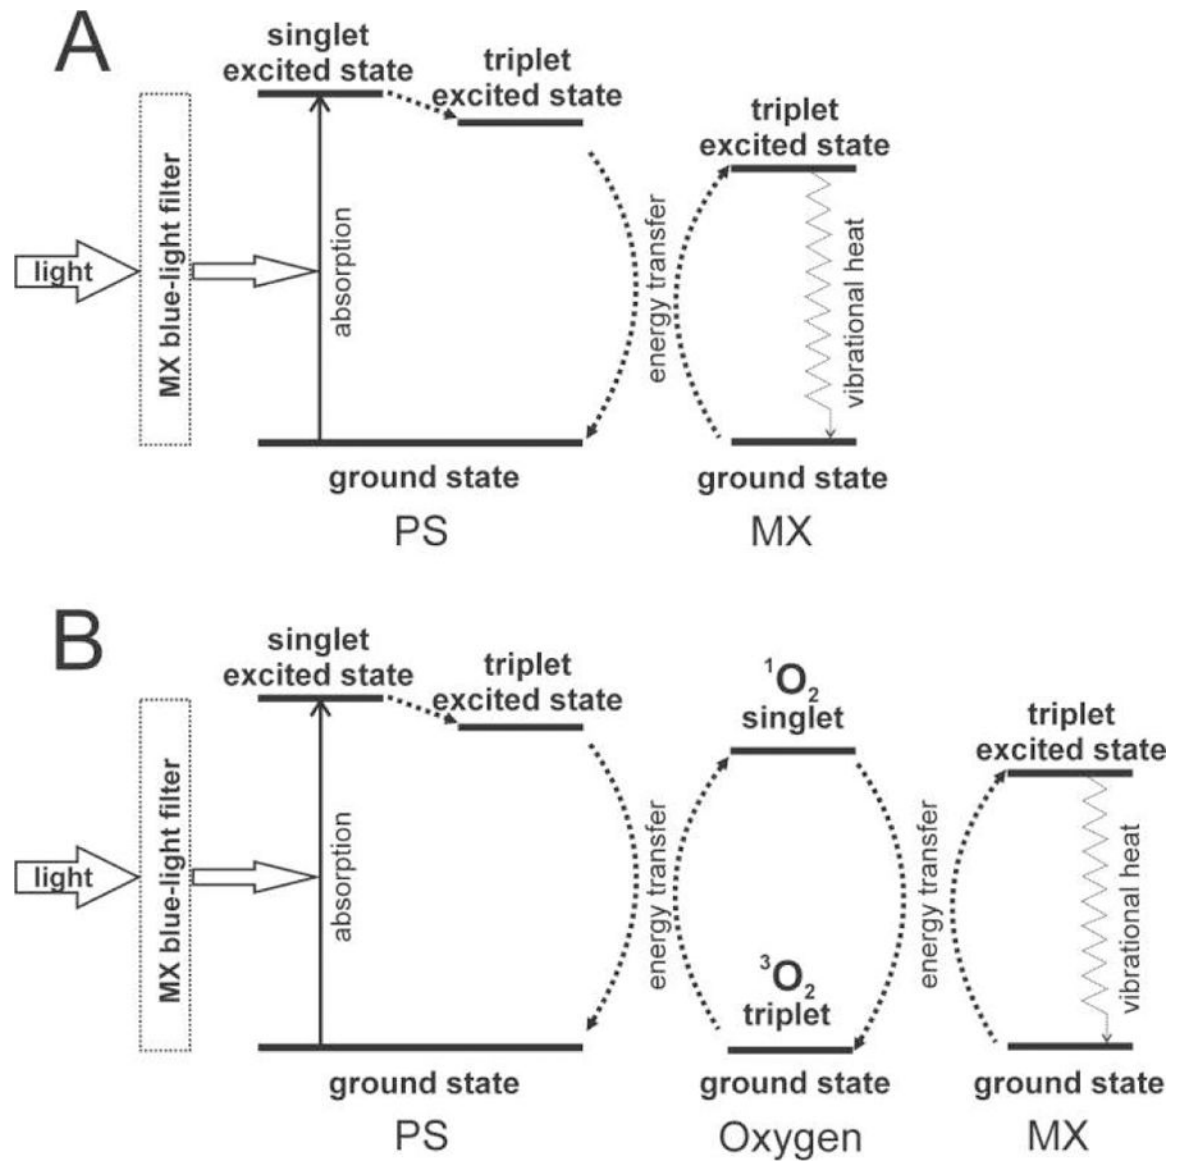 A
singlet
excited state
triplet
excited state
triplet
excited state
light
MX blue-light filter
absorption
energy transfer
vibrational heat
ground state
ground state
PS
MX
B
singlet
excited state
triplet
excited state
¹O₂
singlet
triplet
excited state
light
MX blue-light filter
absorption
energy transfer
energy transfer
vibrational heat
³O₂
triplet
ground state
ground state
ground state
PS
Oxygen
MX